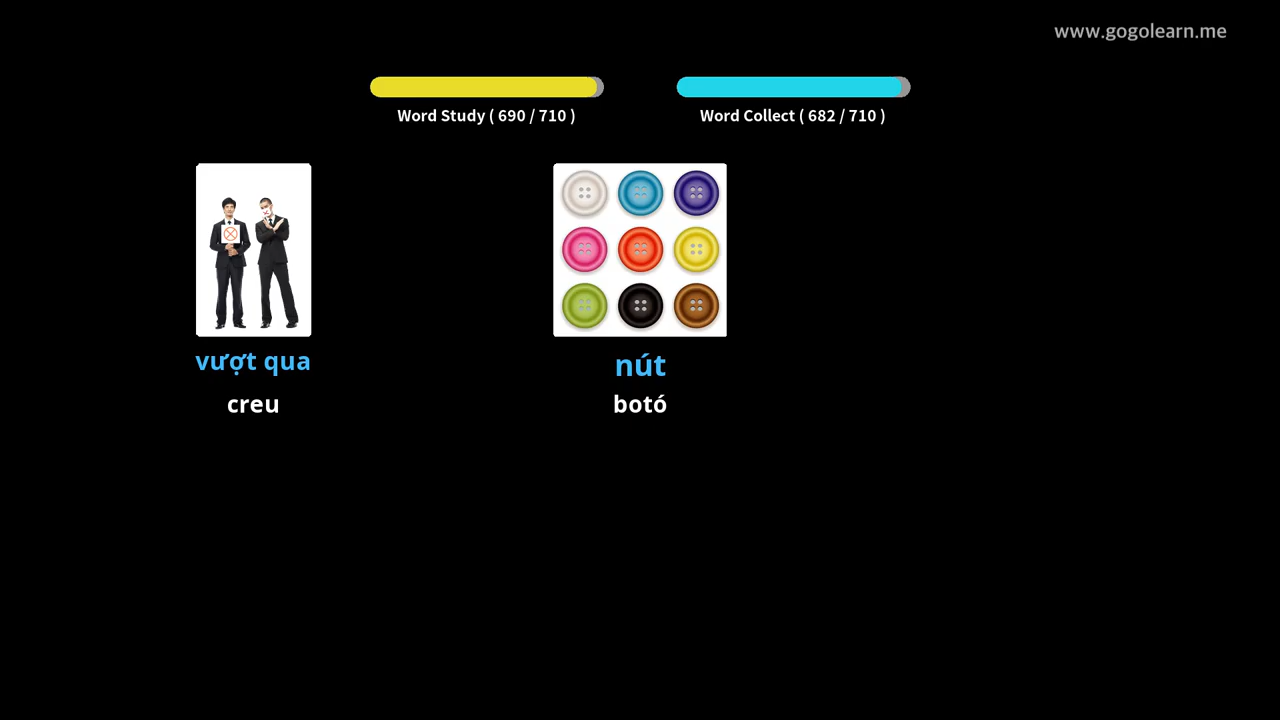 www.gogolearn.me
Word Study ( 690 / 710 )
Word Collect ( 682 / 710 )
vượt qua
creu
nút
botó